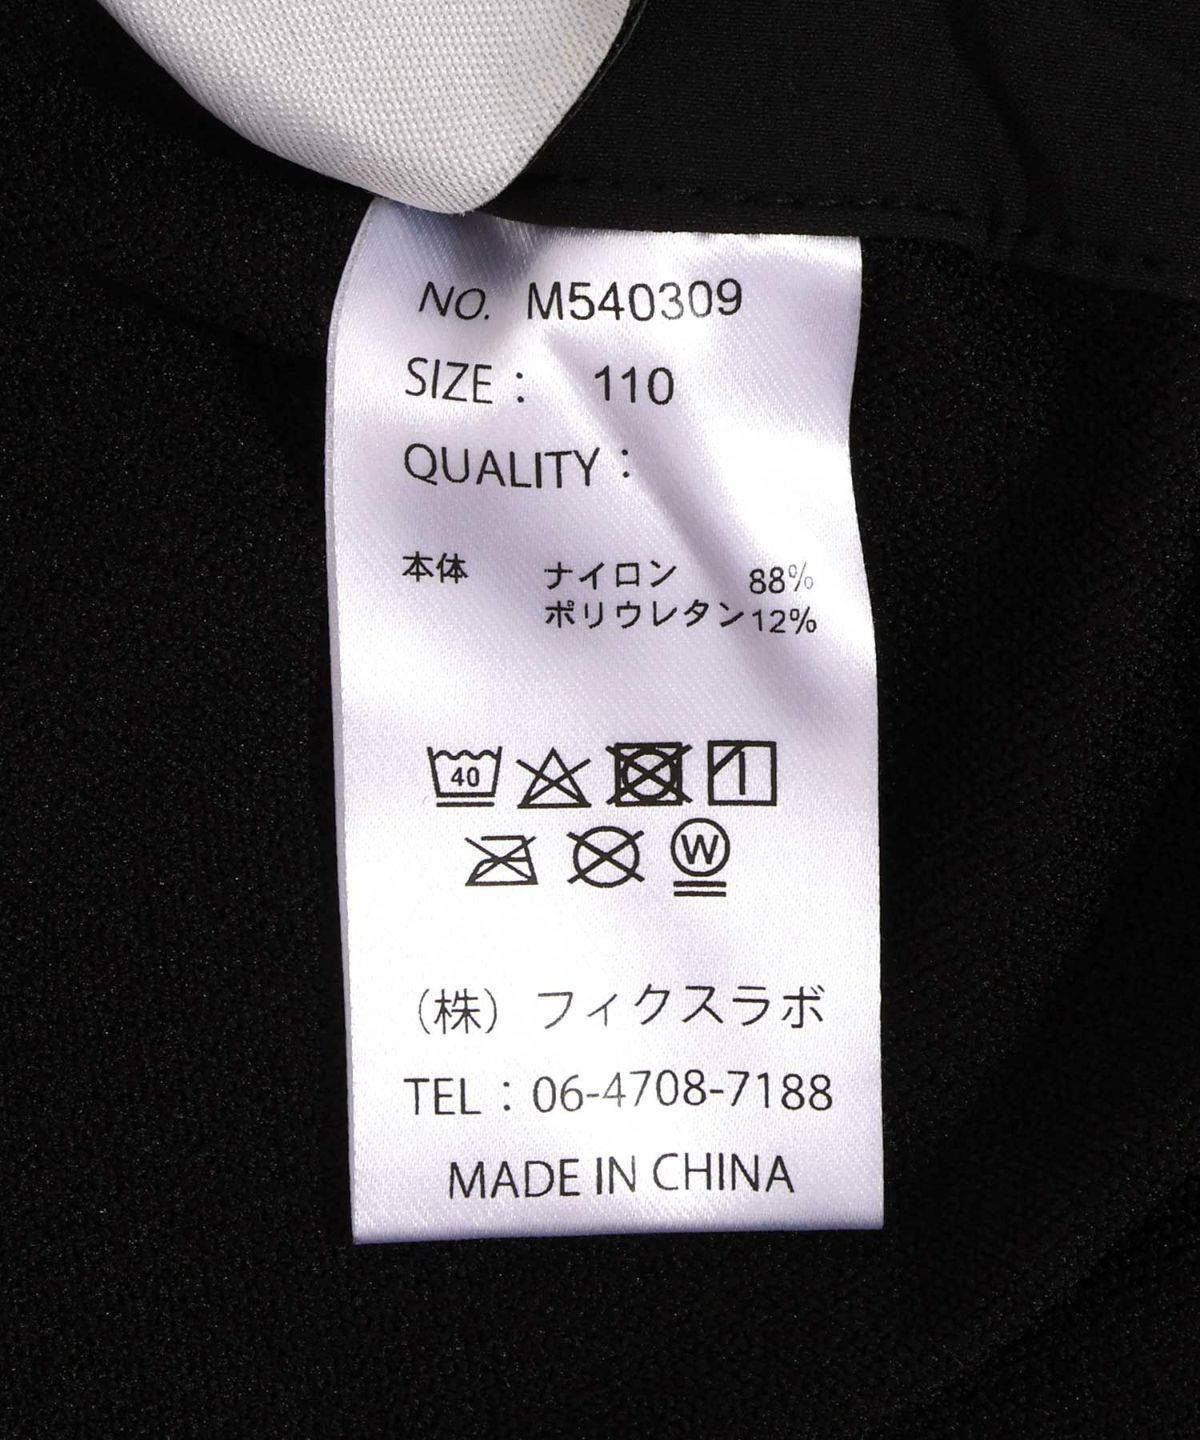 NO. M540309
SIZE : 110
QUALITY :
本体 ナイロン 88%
ポリウレタン 12%
40
W
（株）フィクスラボ
TEL : 06-4708-7188
MADE IN CHINA